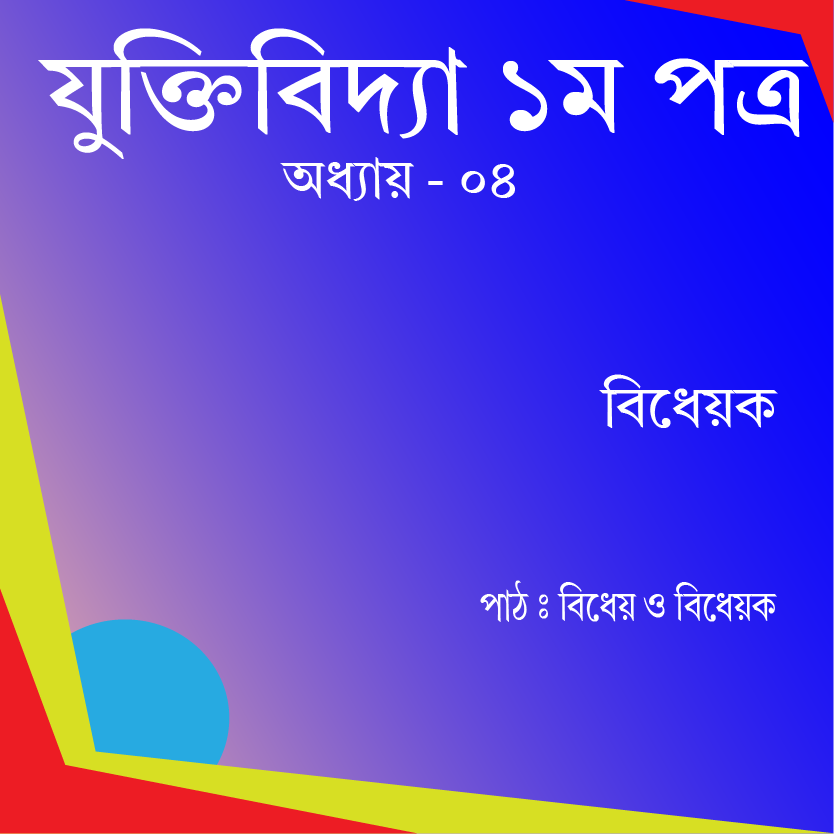 যুক্তিবিদ্যা ১ম পত্র
অধ্যায় - ০৪
বিধেয়ক
পাঠ ঃ বিধেয় ও বিধেয়ক